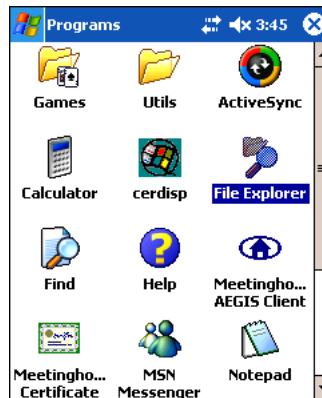 Programs 3:45
Games Utils ActiveSync
Calculator cerdisp File Explorer
Find Help Meetingho...
AEGIS Client
Meetingho... MSN Notepad
Certificate Messenger